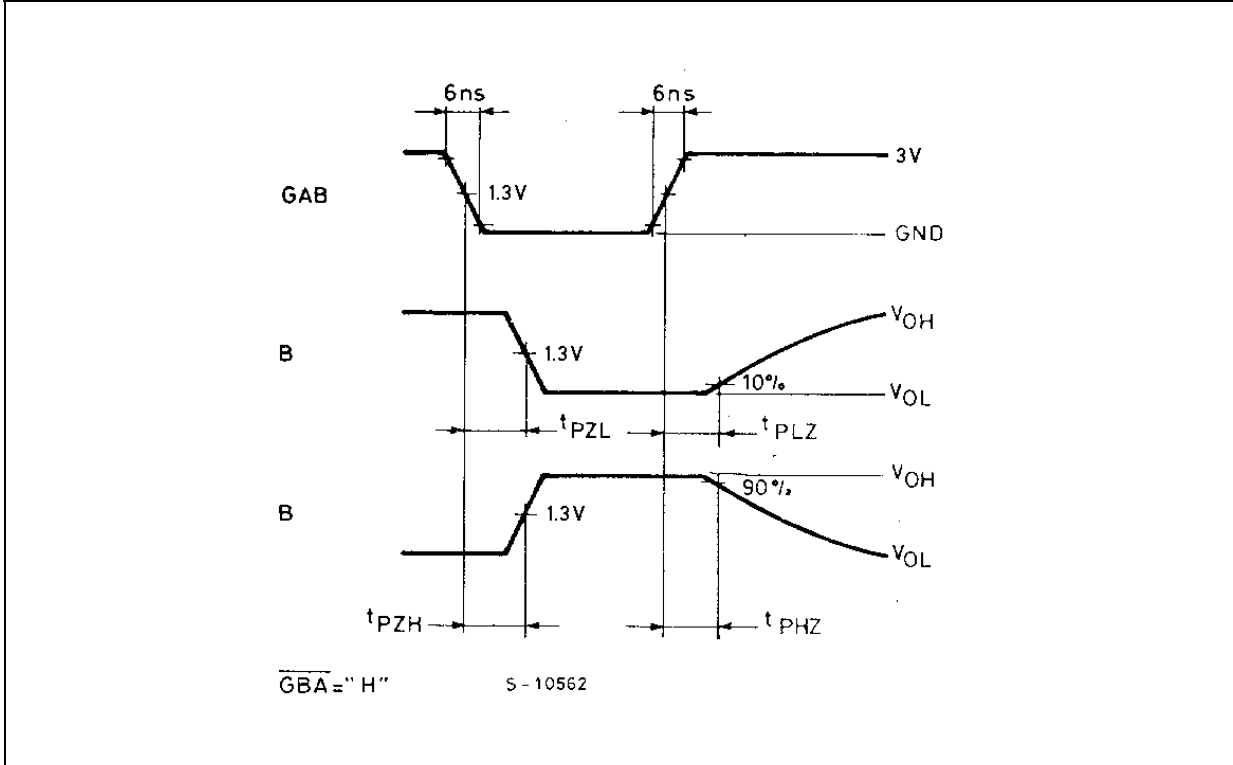 6ns 6ns
3V
GAB 1.3V
GND
VOH
B 1.3V
10%
VOL
tPZL tPLZ
VOH
90%
B 1.3V
VOL
tPZH tPHZ
GBA="H" S-10562